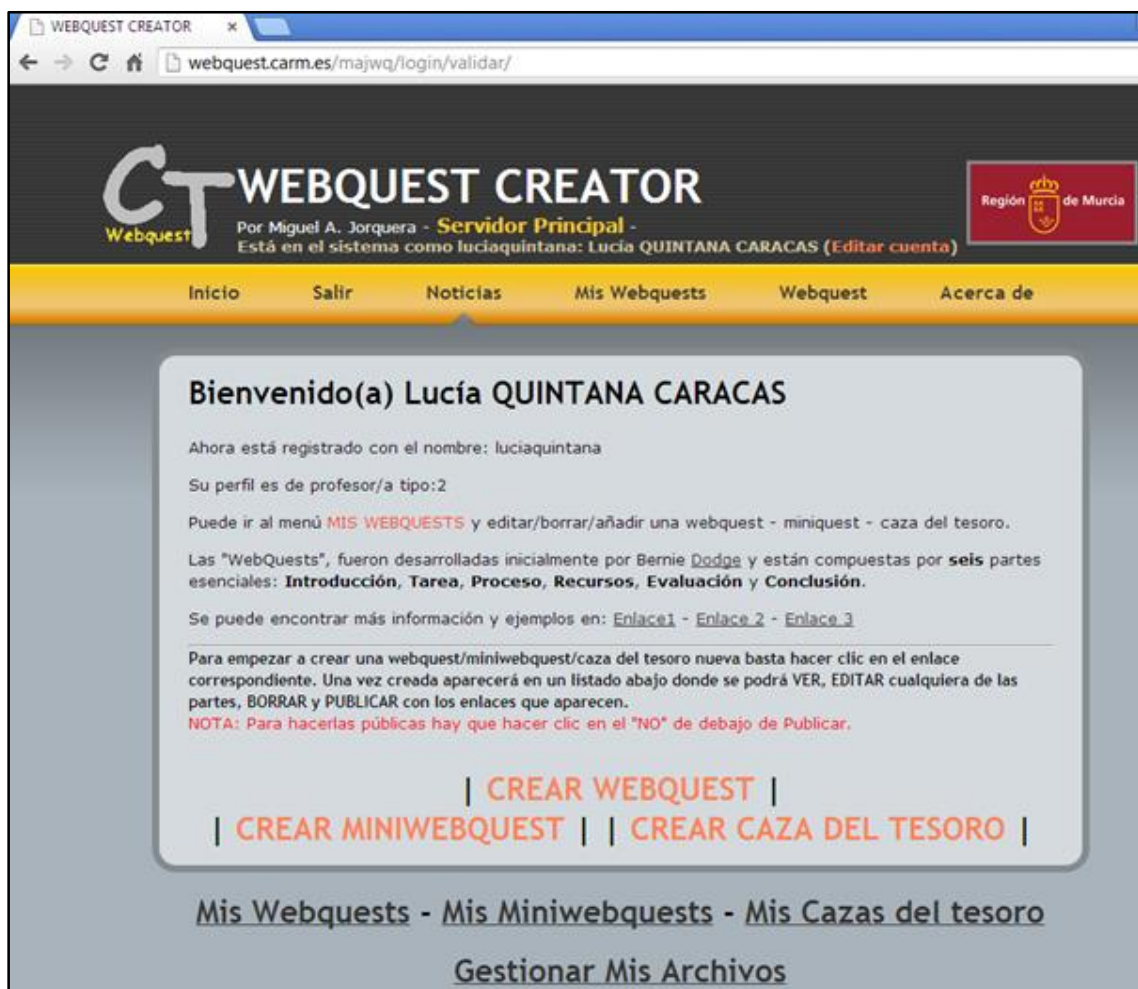 WEBQUEST CREATOR
webquest.carm.es/majwq/login/validar/
CT
Webquest
WEBQUEST CREATOR
Por Miguel A. Jorquera - Servidor Principal -
Está en el sistema como luciaquintana: Lucía QUINTANA CARACAS (Editar cuenta)
Región de Murcia
Inicio Salir Noticias Mis Webquests Webquest Acerca de
Bienvenido(a) Lucía QUINTANA CARACAS
Ahora está registrado con el nombre: luciaquintana
Su perfil es de profesor/a tipo:2
Puede ir al menú MIS WEBQUESTS y editar/borrar/añadir una webquest - miniquest - caza del tesoro.
Las "WebQuests", fueron desarrolladas inicialmente por Bernie Dodge y están compuestas por seis partes
esenciales: Introducción, Tarea, Proceso, Recursos, Evaluación y Conclusión.
Se puede encontrar más información y ejemplos en: Enlace1 - Enlace 2 - Enlace 3
Para empezar a crear una webquest/miniwebquest/caza del tesoro nueva basta hacer clic en el enlace
correspondiente. Una vez creada aparecerá en un listado abajo donde se podrá VER, EDITAR cualquiera de las
partes, BORRAR y PUBLICAR con los enlaces que aparecen.
NOTA: Para hacerlas públicas hay que hacer clic en el "NO" de debajo de Publicar.
| CREAR WEBQUEST |
| CREAR MINIWEBQUEST | | CREAR CAZA DEL TESORO |
Mis Webquests - Mis Miniwebquests - Mis Cazas del tesoro
Gestionar Mis Archivos